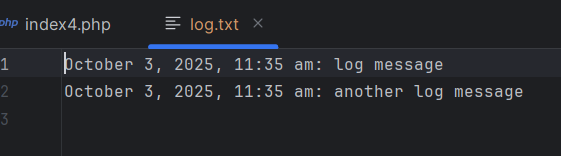 php index4.php log.txt
1 October 3, 2025, 11:35 am: log message
2 October 3, 2025, 11:35 am: another log message
3